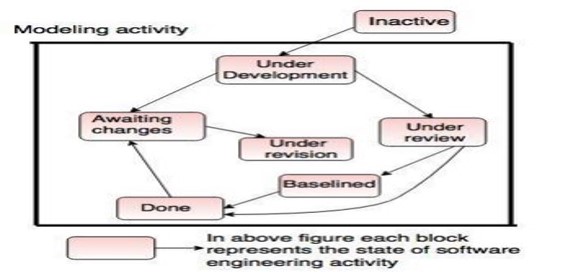 Inactive
Modeling activity
Under
Development
Awaiting
changes
Under
review
Under
revision
Baselined
Done
In above figure each block
represents the state of software
engineering activity